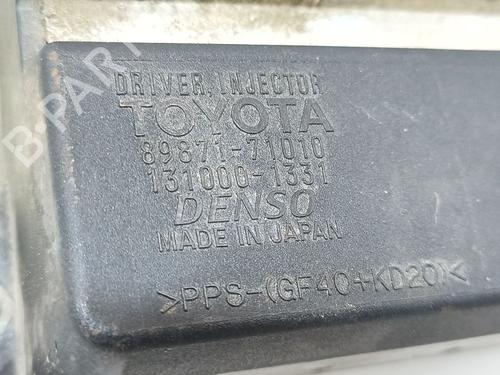 DRIVER, INJECTOR
TOYOTA
89871-71010
131000-1331
DENSO
MADE IN JAPAN
>PPS-(GF40+KD20)<
B-PARTS